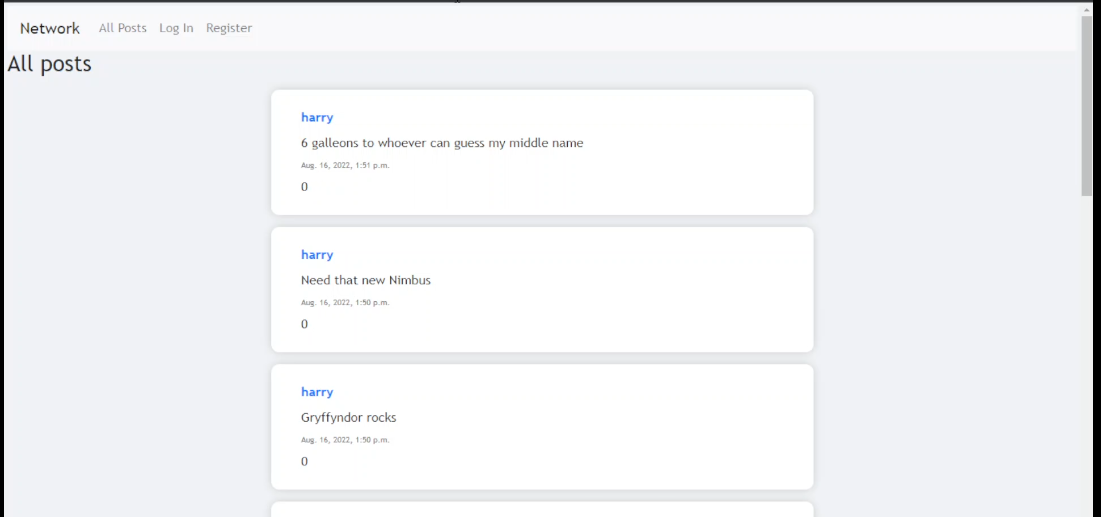 Network All Posts Log In Register
All posts
harry
6 galleons to whoever can guess my middle name
Aug. 16, 2022, 1:51 p.m.
0
harry
Need that new Nimbus
Aug. 16, 2022, 1:50 p.m.
0
harry
Gryffyndor rocks
Aug. 16, 2022, 1:50 p.m.
0